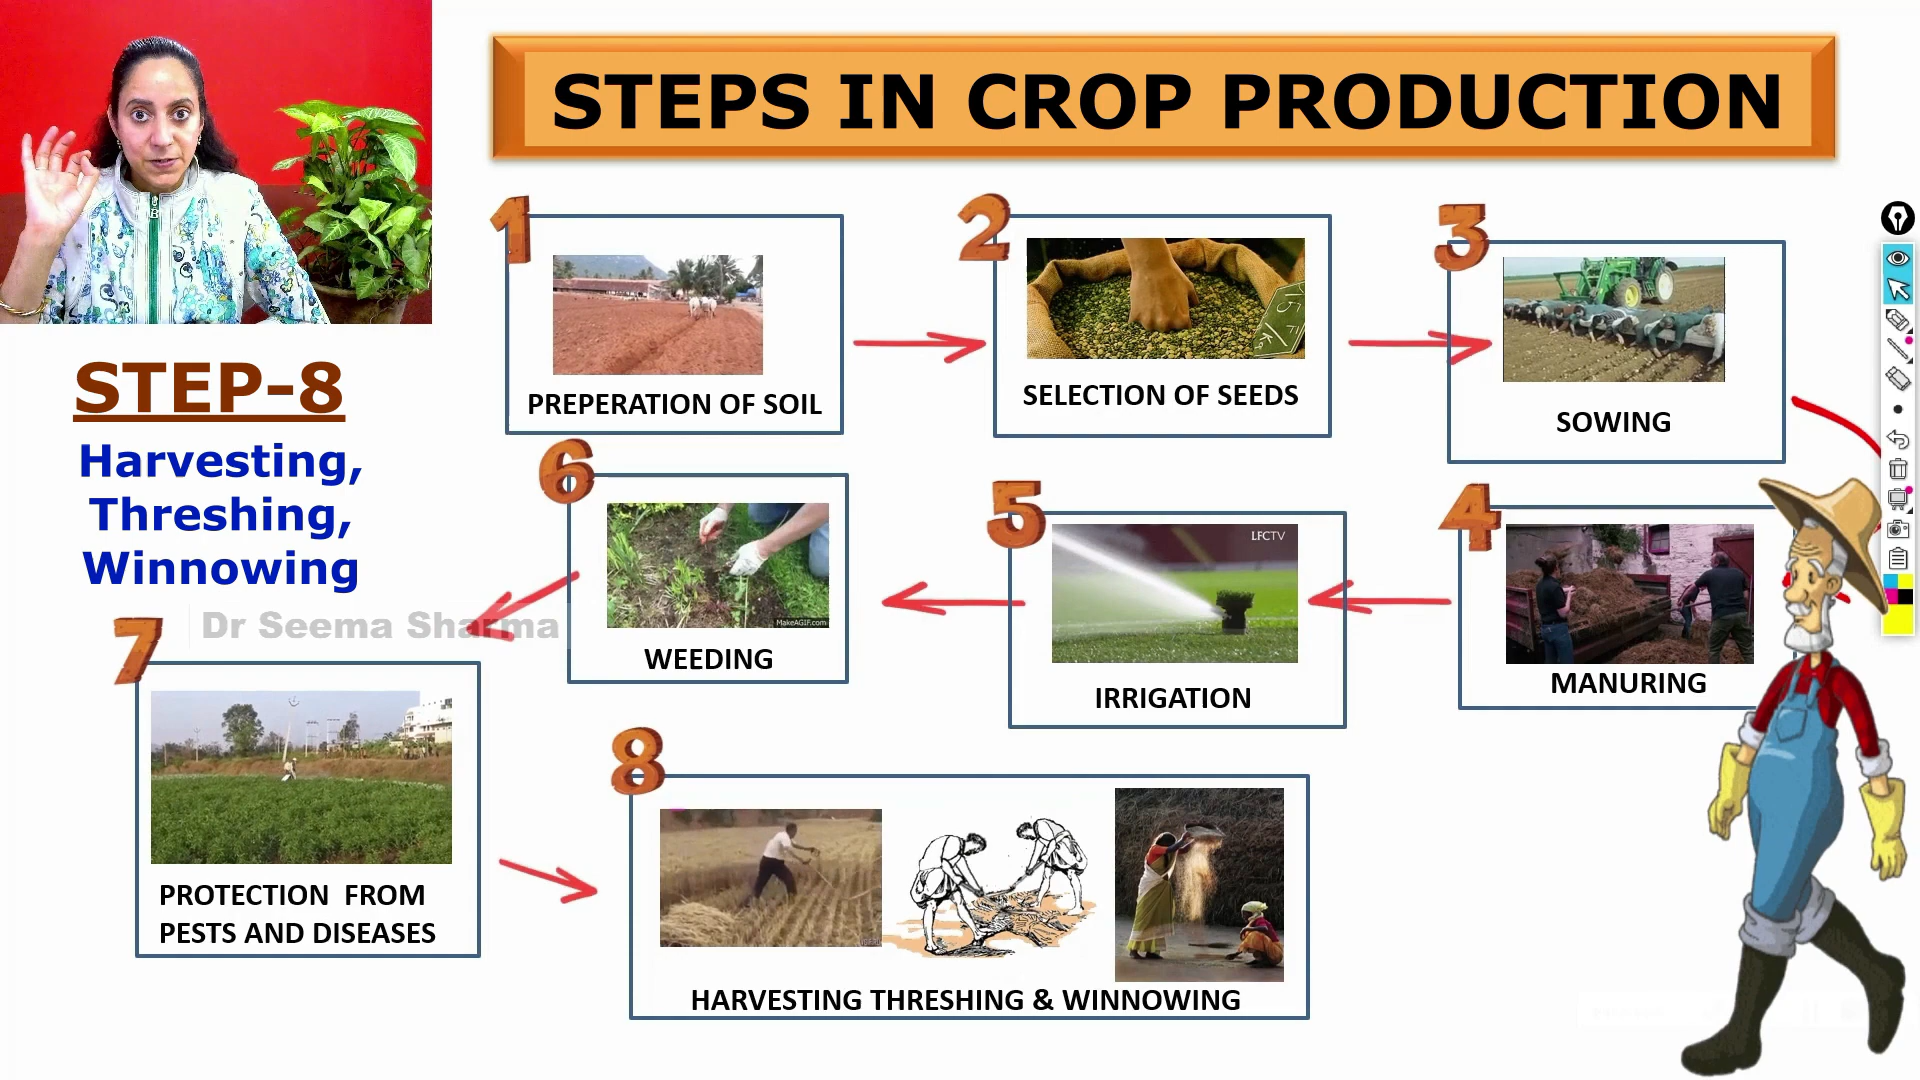 STEPS IN CROP PRODUCTION
1
PREPERATION OF SOIL
2
SELECTION OF SEEDS
3
SOWING
STEP-8
Harvesting,
Threshing,
Winnowing
Dr Seema Sharma
6
MakeAGIF.com
WEEDING
5
LFCTV
IRRIGATION
4
MANURING
7
PROTECTION FROM
PESTS AND DISEASES
8
HARVESTING THRESHING & WINNOWING